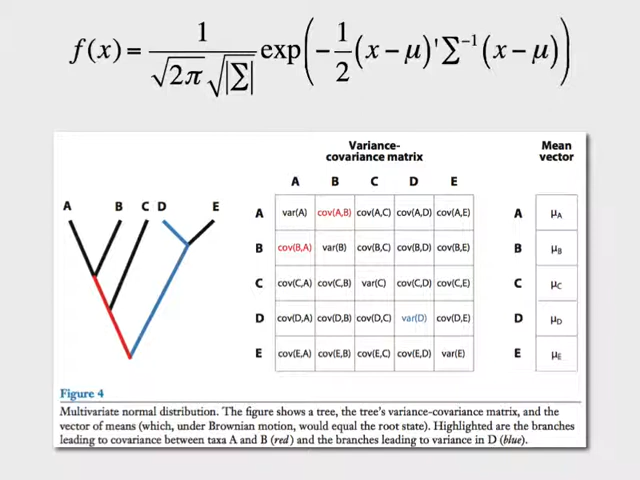 f(x) = 1 / √2π √|Σ| exp(−1/2 (x − μ)' Σ⁻¹ (x − μ))
Variance-
covariance matrix
Mean
vector
A B C D E
A B C D E
A var(A) cov(A,B) cov(A,C) cov(A,D) cov(A,E) A μA
B cov(B,A) var(B) cov(B,C) cov(B,D) cov(B,E) B μB
C cov(C,A) cov(C,B) var(C) cov(C,D) cov(C,E) C μC
D cov(D,A) cov(D,B) cov(D,C) var(D) cov(D,E) D μD
E cov(E,A) cov(E,B) cov(E,C) cov(E,D) var(E) E μE
Figure 4
Multivariate normal distribution. The figure shows a tree, the tree's variance-covariance matrix, and the
vector of means (which, under Brownian motion, would equal the root state). Highlighted are the branches
leading to covariance between taxa A and B (red) and the branches leading to variance in D (blue).